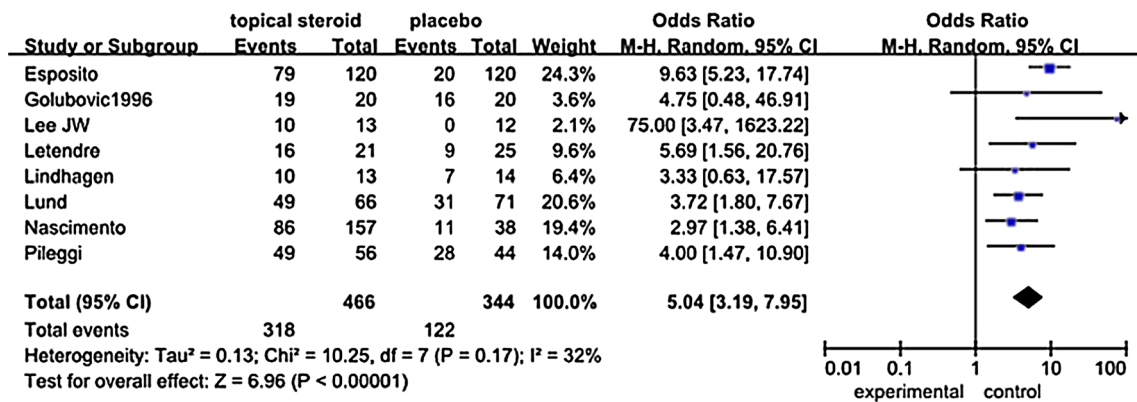 topical steroid placebo Odds Ratio Odds Ratio
Study or Subgroup Events Total Events Total Weight M-H, Random, 95% CI M-H, Random, 95% CI
Esposito 79 120 20 120 24.3% 9.63 [5.23, 17.74]
Golubovic1996 19 20 16 20 3.6% 4.75 [0.48, 46.91]
Lee JW 10 13 0 12 2.1% 75.00 [3.47, 1623.22]
Letendre 16 21 9 25 9.6% 5.69 [1.56, 20.76]
Lindhagen 10 13 7 14 6.4% 3.33 [0.63, 17.57]
Lund 49 66 31 71 20.6% 3.72 [1.80, 7.67]
Nascimento 86 157 11 38 19.4% 2.97 [1.38, 6.41]
Pileggi 49 56 28 44 14.0% 4.00 [1.47, 10.90]
Total (95% CI) 466 344 100.0% 5.04 [3.19, 7.95]
Total events 318 122
Heterogeneity: Tau² = 0.13; Chi² = 10.25, df = 7 (P = 0.17); I² = 32%
Test for overall effect: Z = 6.96 (P < 0.00001)
0.01 0.1 1 10 100
experimental control